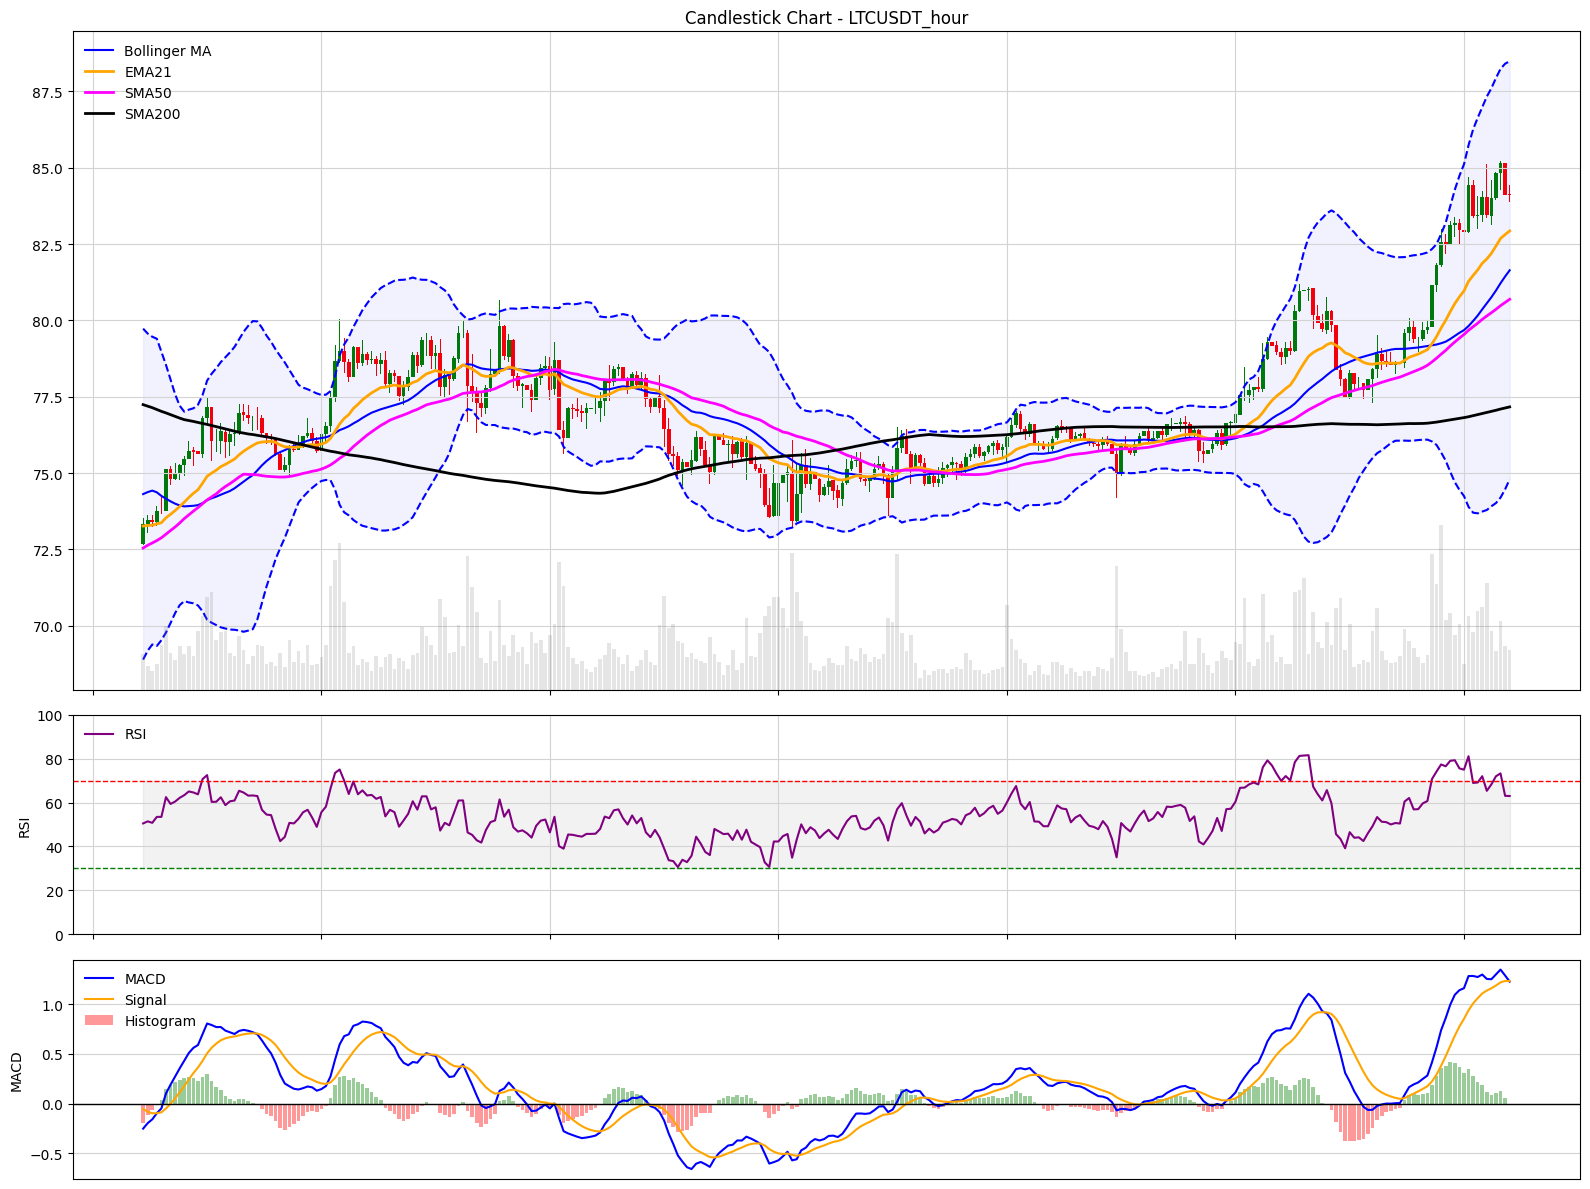 Candlestick Chart - LTCUSDT_hour
Bollinger MA
EMA21
SMA50
SMA200
87.5
85.0
82.5
80.0
77.5
75.0
72.5
70.0
RSI
100
80
60
40
20
0
RSI
MACD
Signal
Histogram
1.0
0.5
0.0
−0.5
MACD